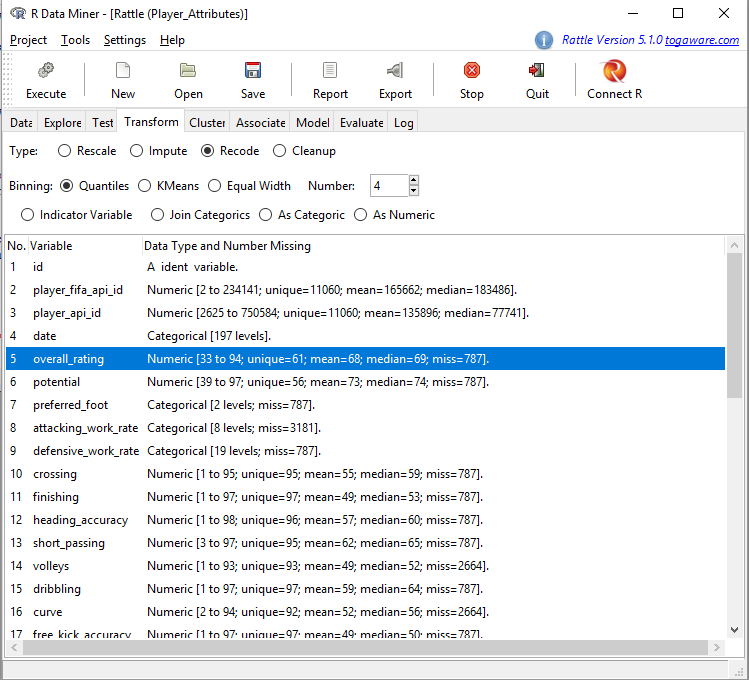 R Data Miner - [Rattle (Player_Attributes)]
Project Tools Settings Help Rattle Version 5.1.0 togaware.com
Execute New Open Save Report Export Stop Quit Connect R
Data Explore Test Transform Cluster Associate Model Evaluate Log
Type: Rescale Impute Recode Cleanup
Binning: Quantiles KMeans Equal Width Number: 4
Indicator Variable Join Categorics As Categoric As Numeric
No. Variable Data Type and Number Missing
1 id A ident variable.
2 player_fifa_api_id Numeric [2 to 234141; unique=11060; mean=165662; median=183486].
3 player_api_id Numeric [2625 to 750584; unique=11060; mean=135896; median=77741].
4 date Categorical [197 levels].
5 overall_rating Numeric [33 to 94; unique=61; mean=68; median=69; miss=787].
6 potential Numeric [39 to 97; unique=56; mean=73; median=74; miss=787].
7 preferred_foot Categorical [2 levels; miss=787].
8 attacking_work_rate Categorical [8 levels; miss=3181].
9 defensive_work_rate Categorical [19 levels; miss=787].
10 crossing Numeric [1 to 95; unique=95; mean=55; median=59; miss=787].
11 finishing Numeric [1 to 97; unique=97; mean=49; median=53; miss=787].
12 heading_accuracy Numeric [1 to 98; unique=96; mean=57; median=60; miss=787].
13 short_passing Numeric [3 to 97; unique=95; mean=62; median=65; miss=787].
14 volleys Numeric [1 to 93; unique=93; mean=49; median=52; miss=2664].
15 dribbling Numeric [1 to 97; unique=97; mean=59; median=64; miss=787].
16 curve Numeric [2 to 94; unique=92; mean=52; median=56; miss=2664].
17 free_kick_accuracy Numeric [1 to 97; unique=97; mean=49; median=50; miss=787].